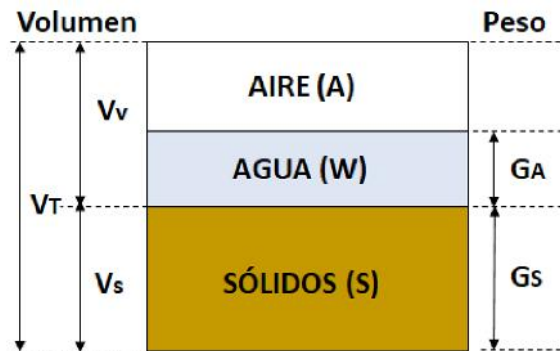 Volumen
Peso
AIRE (A)
Vv
AGUA (W)
GA
VT
Vs
SÓLIDOS (S)
GS